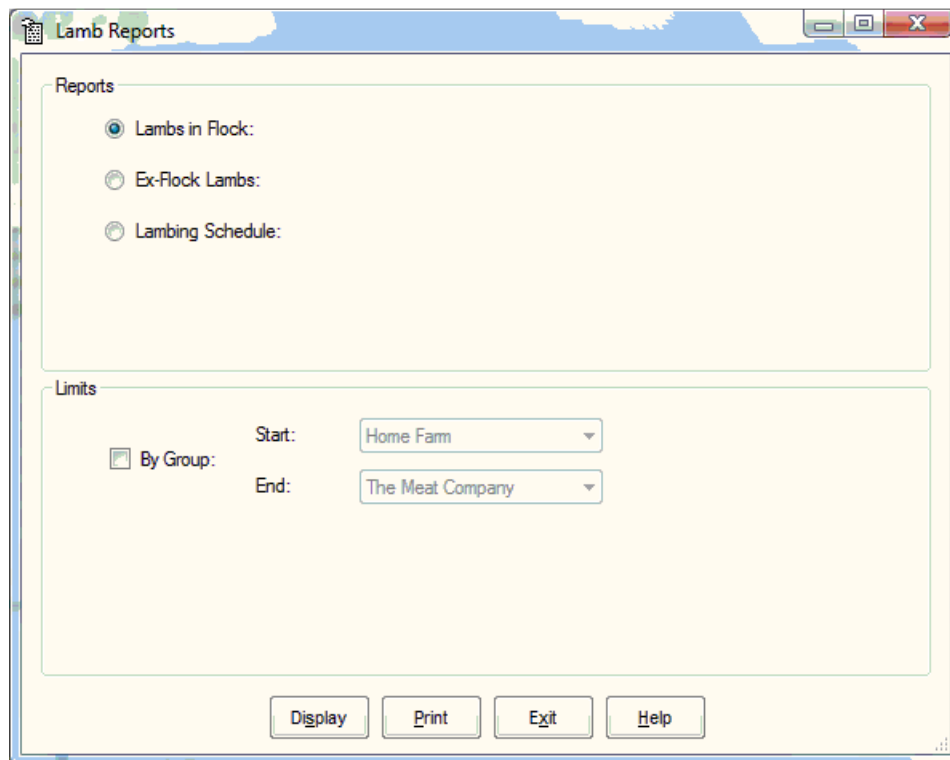 Lamb Reports
Reports
Lambs in Flock:
Ex-Flock Lambs:
Lambing Schedule:
Limits
By Group:
Start: Home Farm
End: The Meat Company
Display Print Exit Help